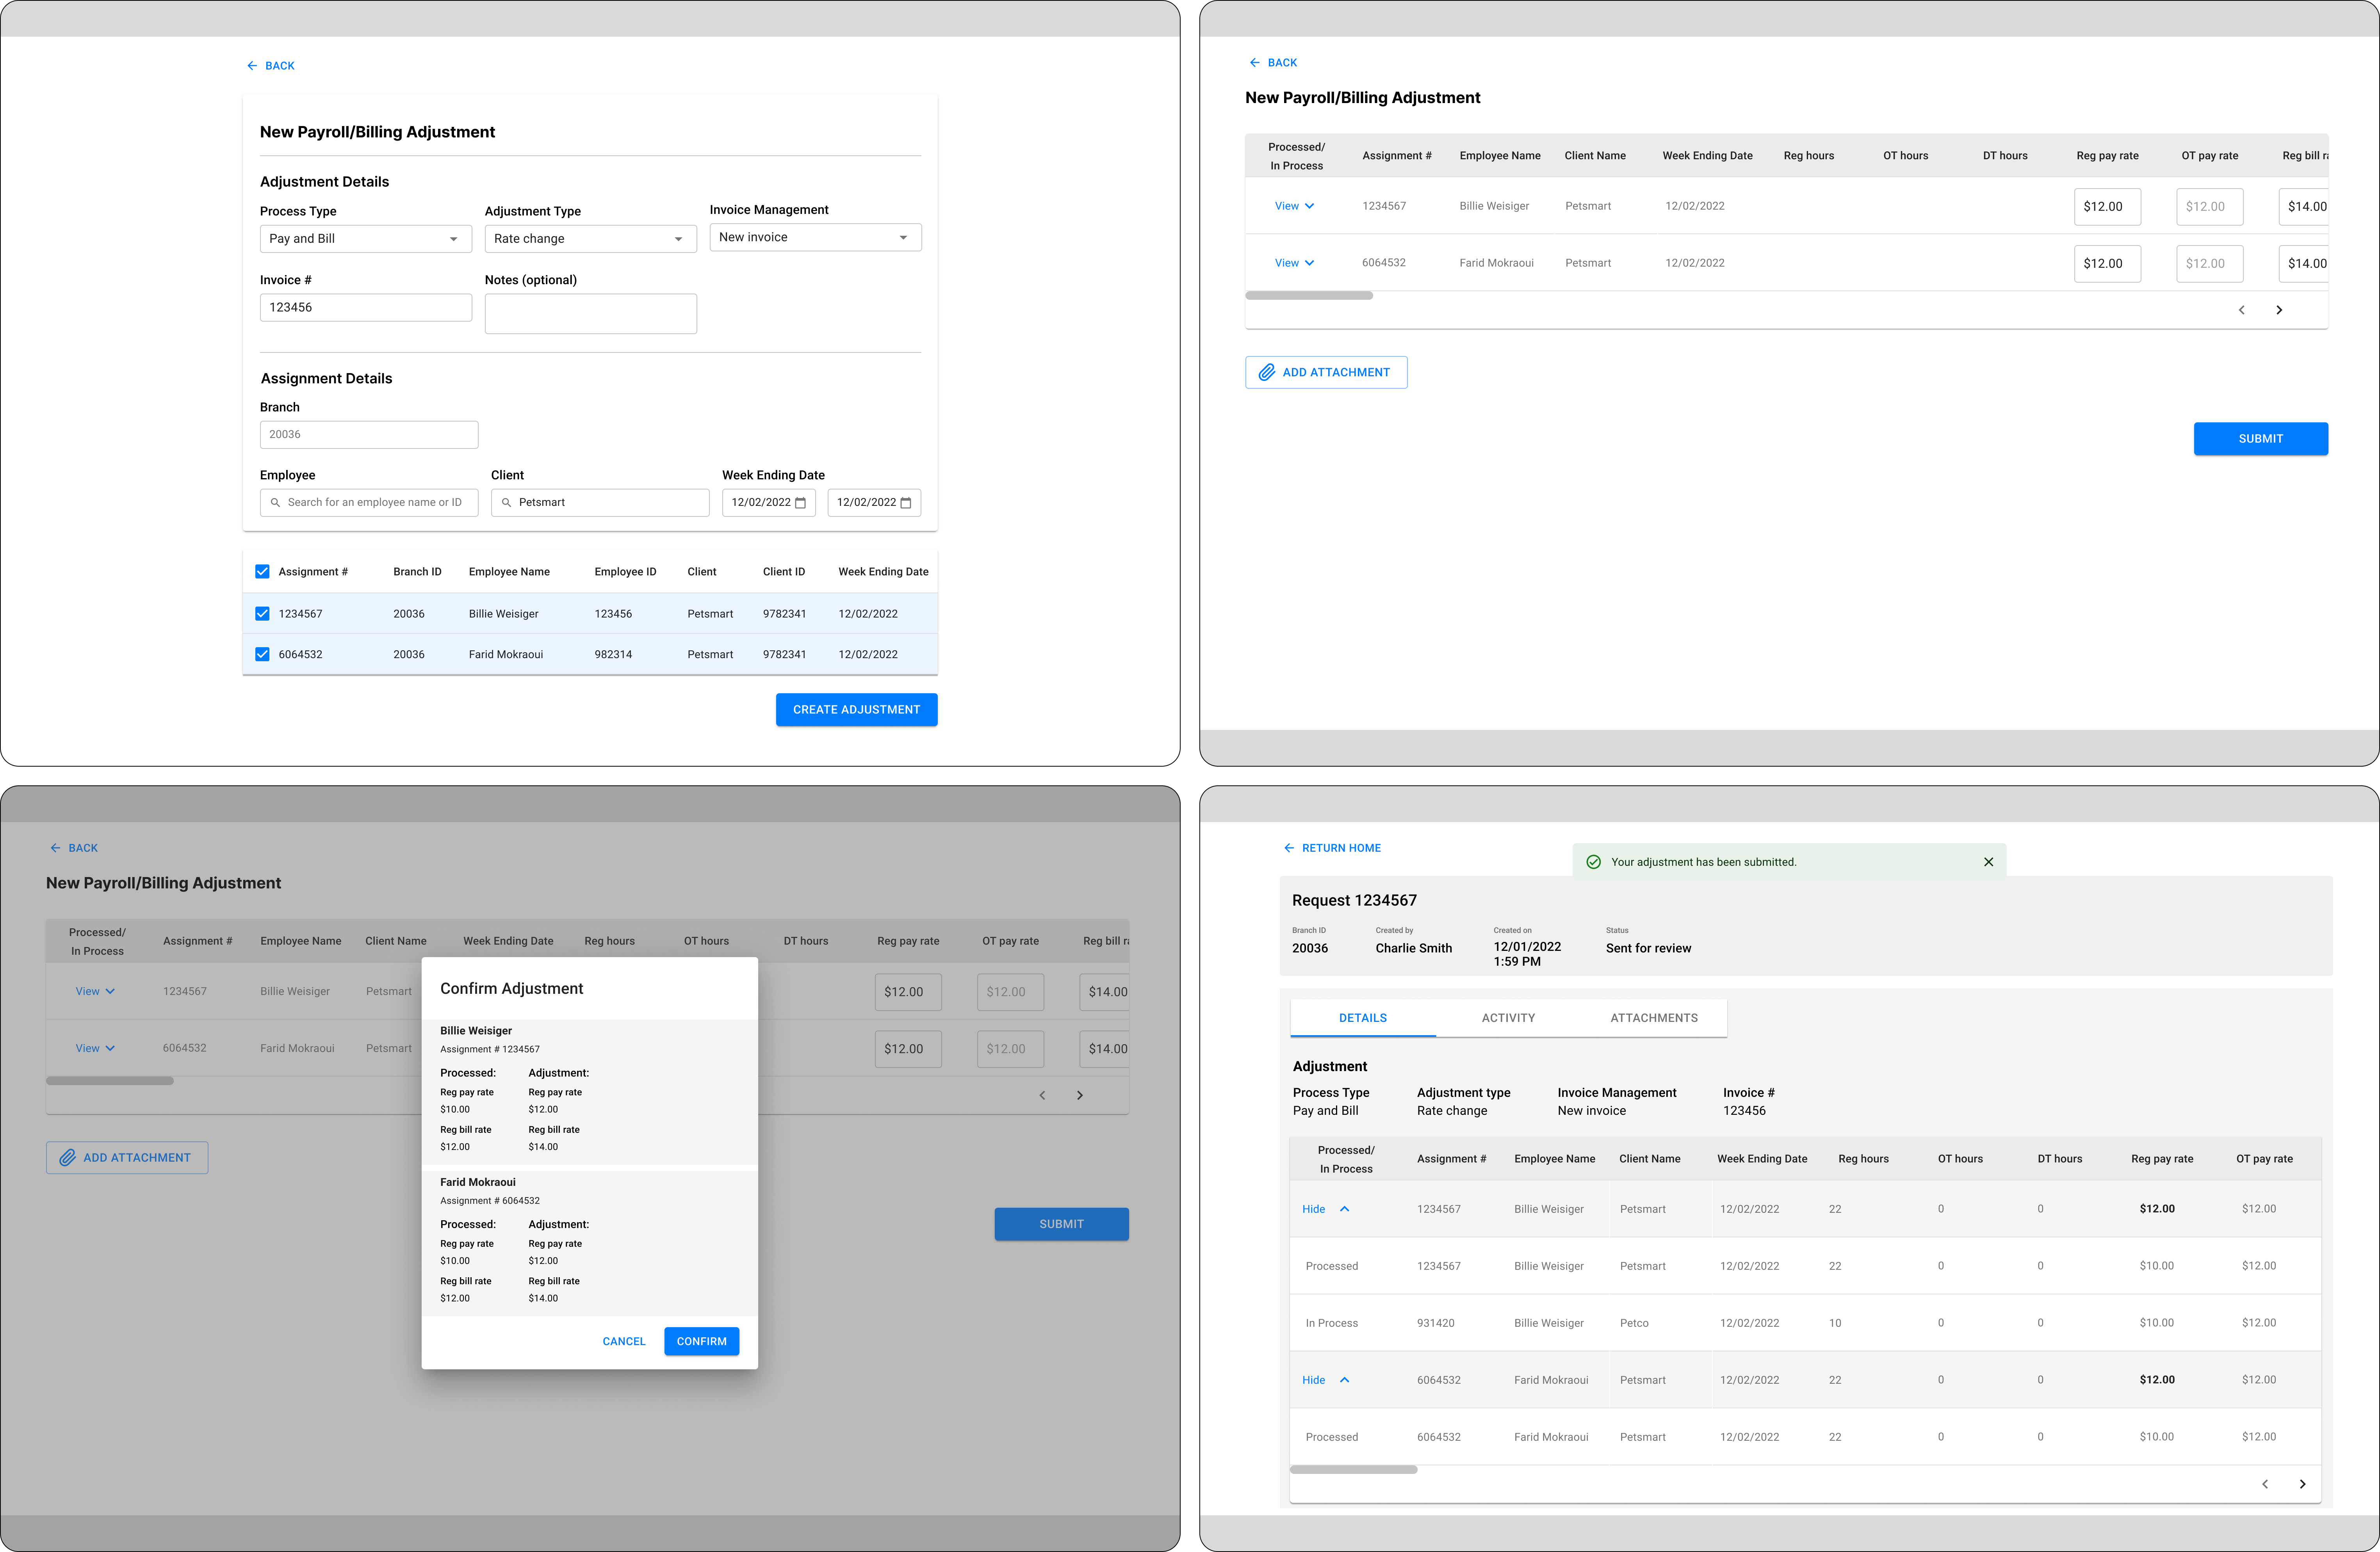 BACK
New Payroll/Billing Adjustment
Adjustment Details
Process Type Adjustment Type Invoice Management
Pay and Bill Rate change New invoice
Invoice # Notes (optional)
123456
Assignment Details
Branch
20036
Employee Client Week Ending Date
Search for an employee name or ID Petsmart 12/02/2022 12/02/2022
Assignment # Branch ID Employee Name Employee ID Client Client ID Week Ending Date
1234567 20036 Billie Weisiger 123456 Petsmart 9782341 12/02/2022
6064532 20036 Farid Mokraoui 982314 Petsmart 9782341 12/02/2022
CREATE ADJUSTMENT
BACK
New Payroll/Billing Adjustment
Processed/
In Process Assignment # Employee Name Client Name Week Ending Date Reg hours OT hours DT hours Reg pay rate OT pay rate Reg bill ra
View 1234567 Billie Weisiger Petsmart 12/02/2022 $12.00 $12.00 $14.00
View 6064532 Farid Mokraoui Petsmart 12/02/2022 $12.00 $12.00 $14.00
ADD ATTACHMENT
SUBMIT
BACK
New Payroll/Billing Adjustment
Processed/
In Process Assignment # Employee Name Client Name Week Ending Date Reg hours OT hours DT hours Reg pay rate OT pay rate Reg bill ra
View 1234567 Billie Weisiger Petsmart $12.00 $12.00 $14.00
View 6064532 Farid Mokraoui Petsmart $12.00 $12.00 $14.00
ADD ATTACHMENT
SUBMIT
Confirm Adjustment
Billie Weisiger
Assignment # 1234567
Processed: Adjustment:
Reg pay rate Reg pay rate
$10.00 $12.00
Reg bill rate Reg bill rate
$12.00 $14.00
Farid Mokraoui
Assignment # 6064532
Processed: Adjustment:
Reg pay rate Reg pay rate
$10.00 $12.00
Reg bill rate Reg bill rate
$12.00 $14.00
CANCEL CONFIRM
RETURN HOME
Your adjustment has been submitted.
Request 1234567
Branch ID Created by Created on Status
20036 Charlie Smith 12/01/2022 Sent for review
1:59 PM
DETAILS ACTIVITY ATTACHMENTS
Adjustment
Process Type Adjustment type Invoice Management Invoice #
Pay and Bill Rate change New invoice 123456
Processed/
In Process Assignment # Employee Name Client Name Week Ending Date Reg hours OT hours DT hours Reg pay rate OT pay rate
Hide 1234567 Billie Weisiger Petsmart 12/02/2022 22 0 0 $12.00 $12.00
Processed 1234567 Billie Weisiger Petsmart 12/02/2022 22 0 0 $10.00 $12.00
In Process 931420 Billie Weisiger Petco 12/02/2022 10 0 0 $10.00 $12.00
Hide 6064532 Farid Mokraoui Petsmart 12/02/2022 22 0 0 $12.00 $12.00
Processed 6064532 Farid Mokraoui Petsmart 12/02/2022 22 0 0 $10.00 $12.00